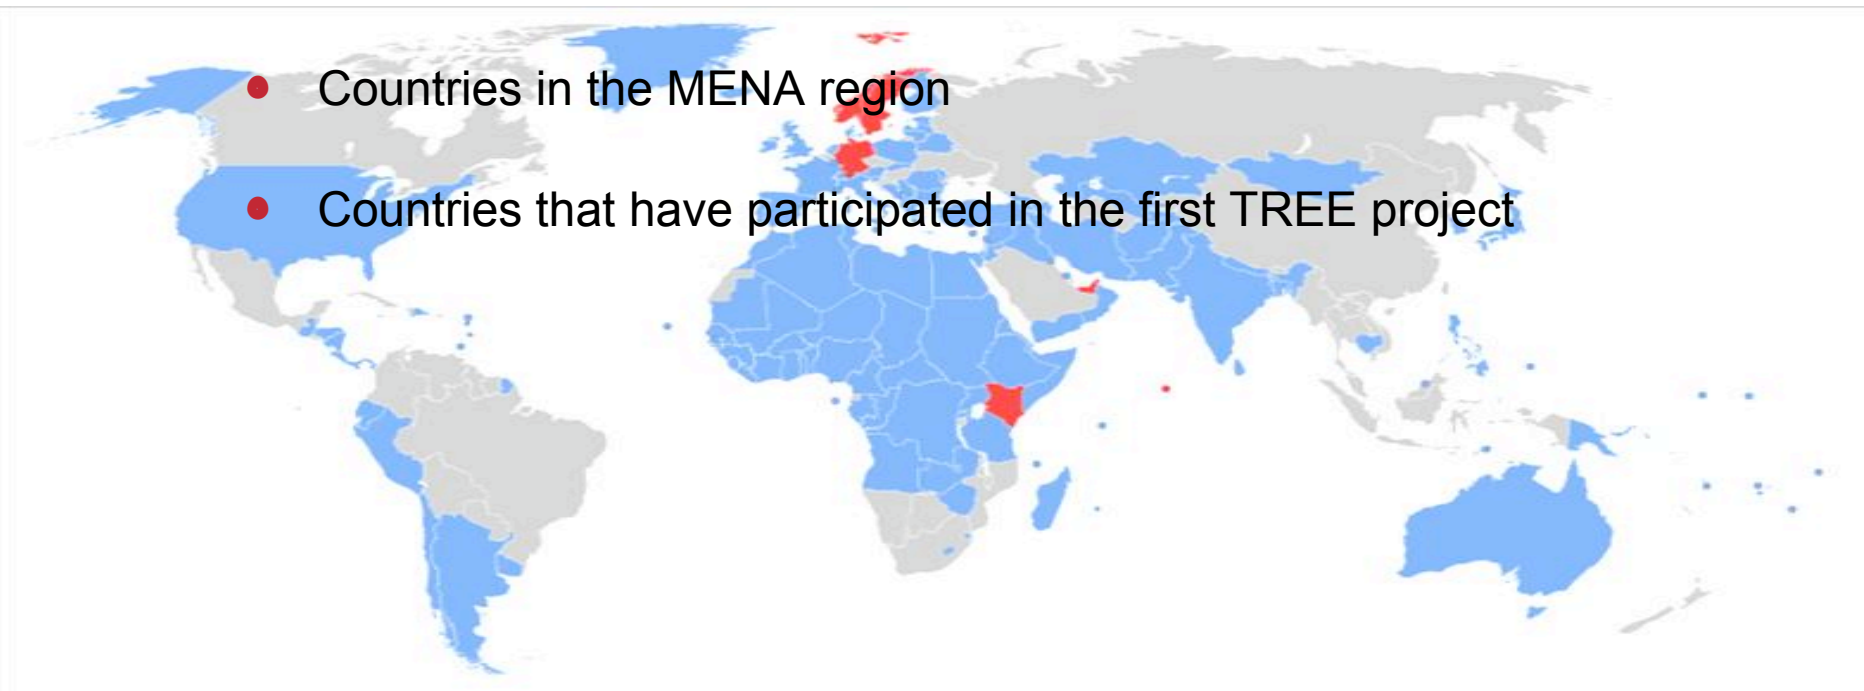 Countries in the MENA region
Countries that have participated in the first TREE project